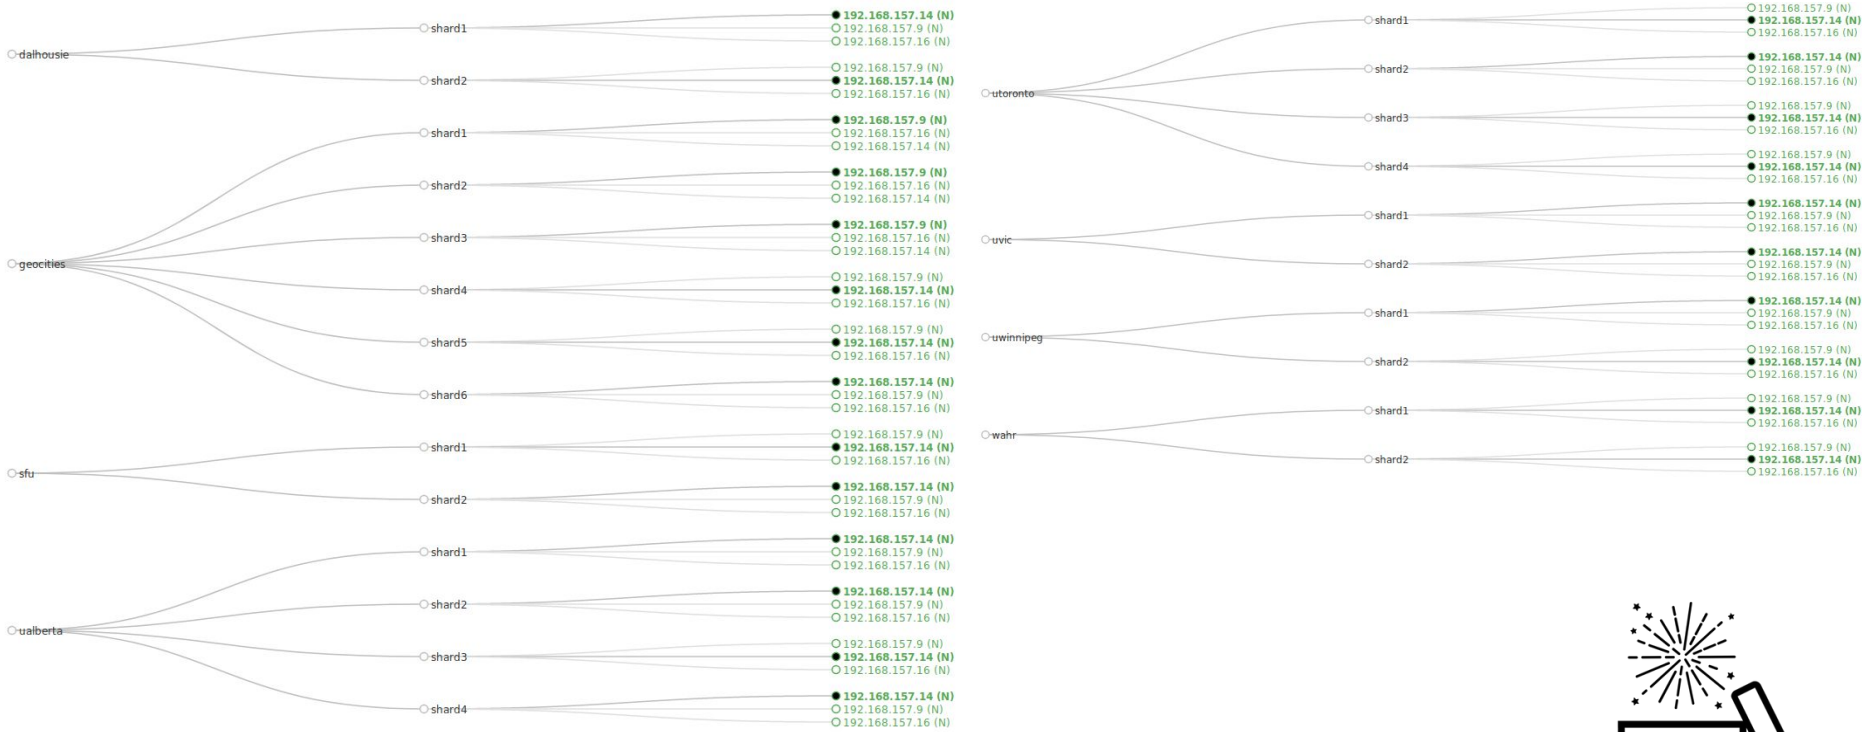 dalhousie
shard1
192.168.157.14 (N)
192.168.157.9 (N)
192.168.157.16 (N)
shard2
192.168.157.9 (N)
192.168.157.14 (N)
192.168.157.16 (N)
geocities
shard1
192.168.157.9 (N)
192.168.157.16 (N)
192.168.157.14 (N)
shard2
192.168.157.9 (N)
192.168.157.16 (N)
192.168.157.14 (N)
shard3
192.168.157.9 (N)
192.168.157.16 (N)
192.168.157.14 (N)
shard4
192.168.157.9 (N)
192.168.157.14 (N)
192.168.157.16 (N)
shard5
192.168.157.9 (N)
192.168.157.14 (N)
192.168.157.16 (N)
shard6
192.168.157.14 (N)
192.168.157.9 (N)
192.168.157.16 (N)
sfu
shard1
192.168.157.9 (N)
192.168.157.14 (N)
192.168.157.16 (N)
shard2
192.168.157.14 (N)
192.168.157.9 (N)
192.168.157.16 (N)
ualberta
shard1
192.168.157.14 (N)
192.168.157.9 (N)
192.168.157.16 (N)
shard2
192.168.157.14 (N)
192.168.157.9 (N)
192.168.157.16 (N)
shard3
192.168.157.9 (N)
192.168.157.14 (N)
192.168.157.16 (N)
shard4
192.168.157.14 (N)
192.168.157.9 (N)
192.168.157.16 (N)
utoronto
shard1
192.168.157.9 (N)
192.168.157.14 (N)
192.168.157.16 (N)
shard2
192.168.157.14 (N)
192.168.157.9 (N)
192.168.157.16 (N)
shard3
192.168.157.9 (N)
192.168.157.14 (N)
192.168.157.16 (N)
shard4
192.168.157.9 (N)
192.168.157.14 (N)
192.168.157.16 (N)
uvic
shard1
192.168.157.14 (N)
192.168.157.9 (N)
192.168.157.16 (N)
shard2
192.168.157.14 (N)
192.168.157.9 (N)
192.168.157.16 (N)
uwinnipeg
shard1
192.168.157.14 (N)
192.168.157.9 (N)
192.168.157.16 (N)
shard2
192.168.157.9 (N)
192.168.157.14 (N)
192.168.157.16 (N)
wahr
shard1
192.168.157.9 (N)
192.168.157.14 (N)
192.168.157.16 (N)
shard2
192.168.157.9 (N)
192.168.157.14 (N)
192.168.157.16 (N)